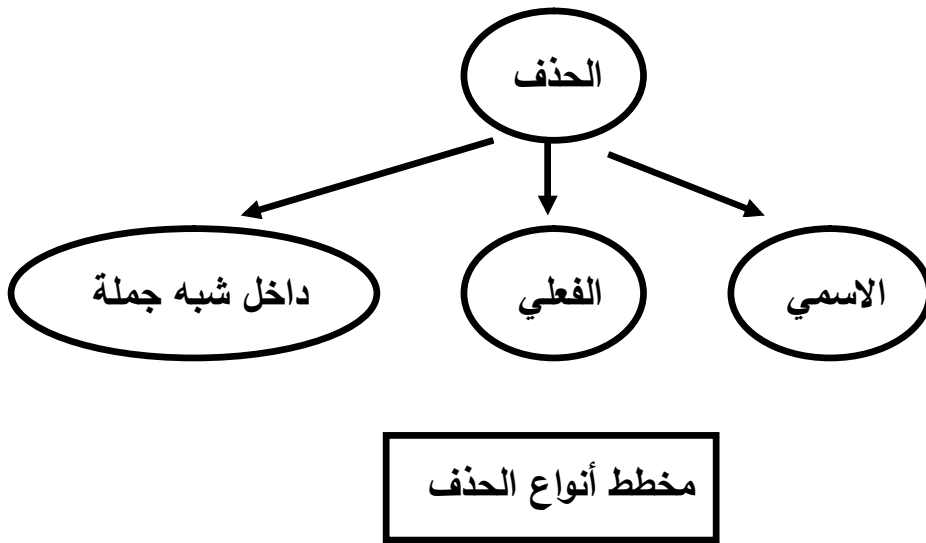 الحذف
الاسمي
الفعلي
داخل شبه جملة
مخطط أنواع الحذف